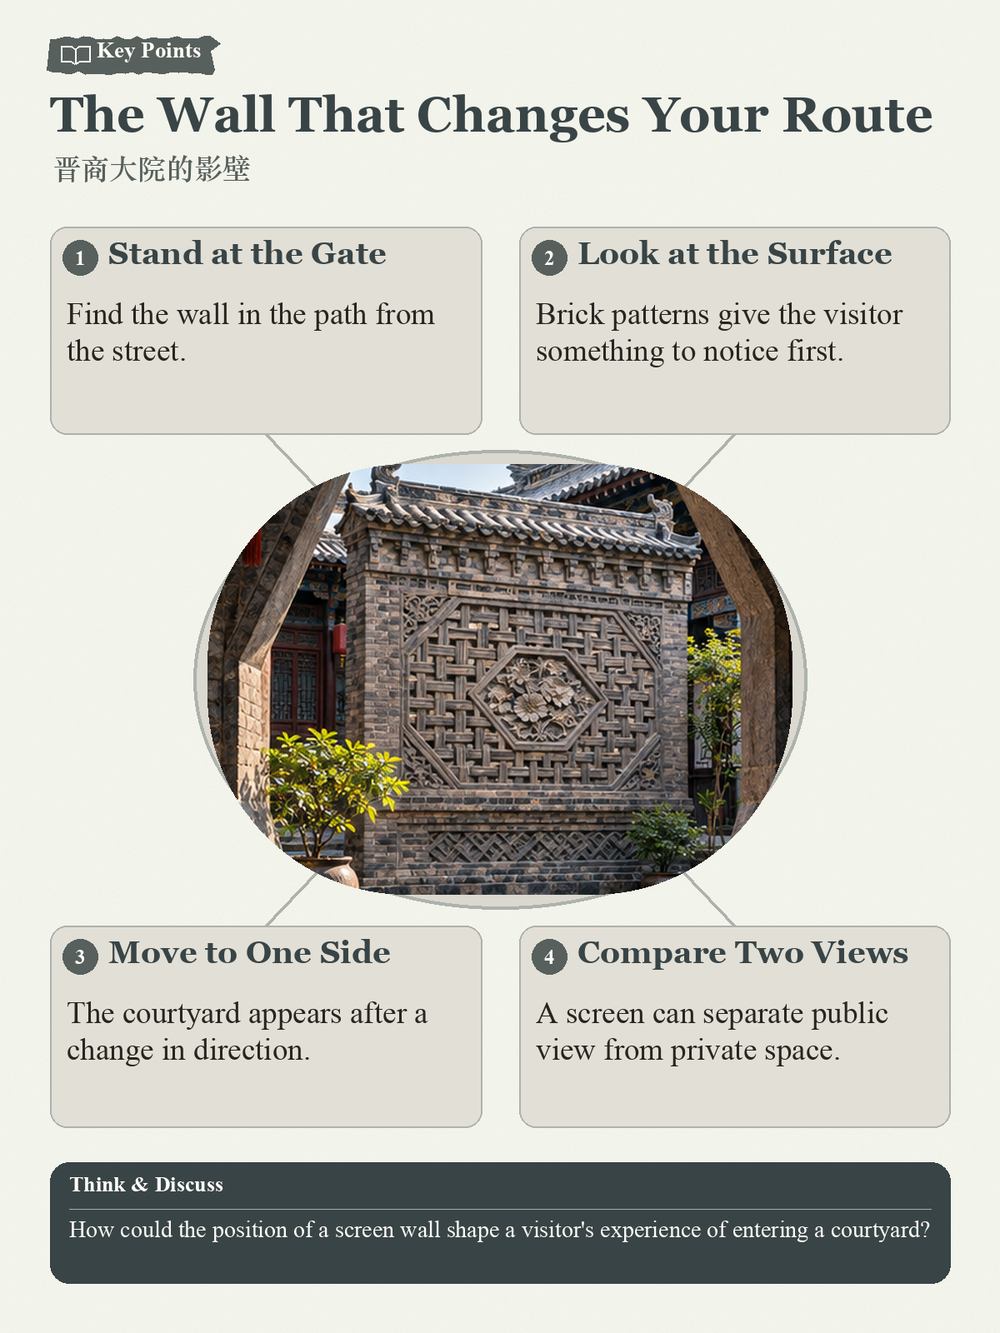 Key Points
The Wall That Changes Your Route
晋商大院的影壁
1 Stand at the Gate
Find the wall in the path from
the street.
2 Look at the Surface
Brick patterns give the visitor
something to notice first.
3 Move to One Side
The courtyard appears after a
change in direction.
4 Compare Two Views
A screen can separate public
view from private space.
Think & Discuss
How could the position of a screen wall shape a visitor's experience of entering a courtyard?